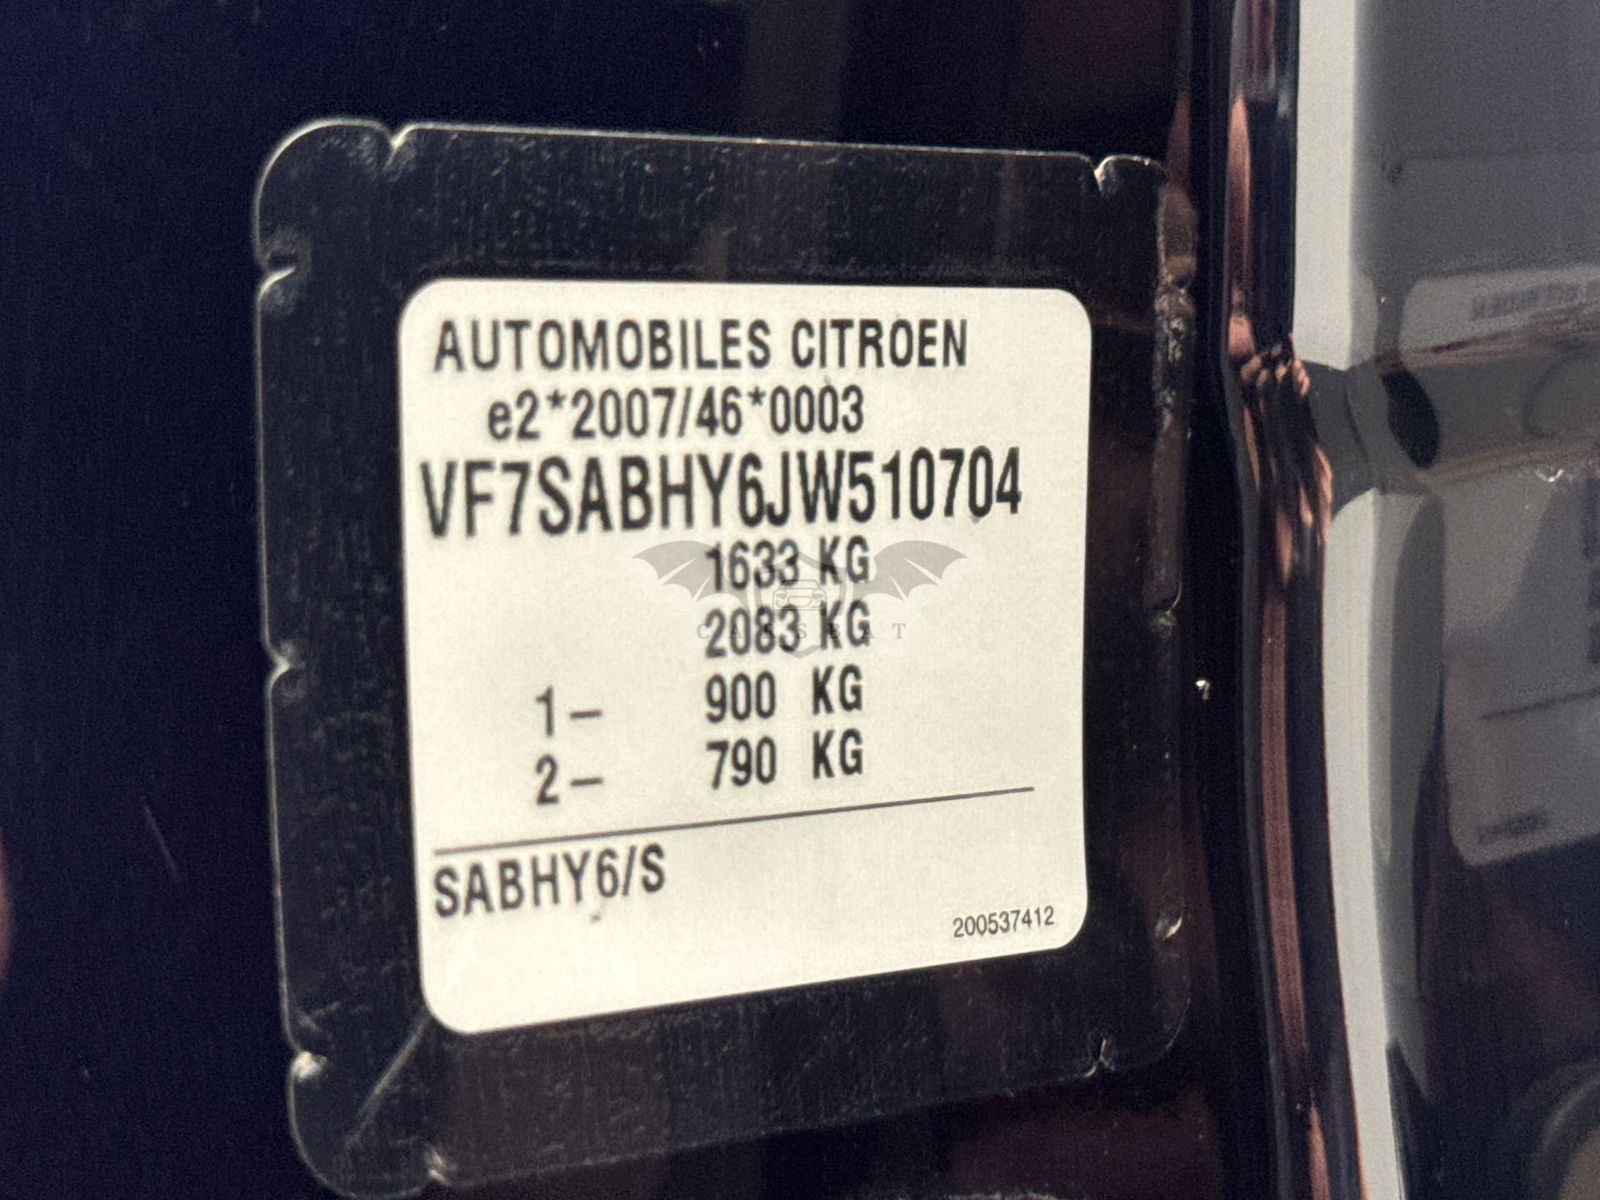 AUTOMOBILES CITROEN
e2*2007/46*0003
VF7SABHY6JW510704
1633 KG
2083 KG
CARSBAT
1- 900 KG
2- 790 KG
SABHY6/S
200537412